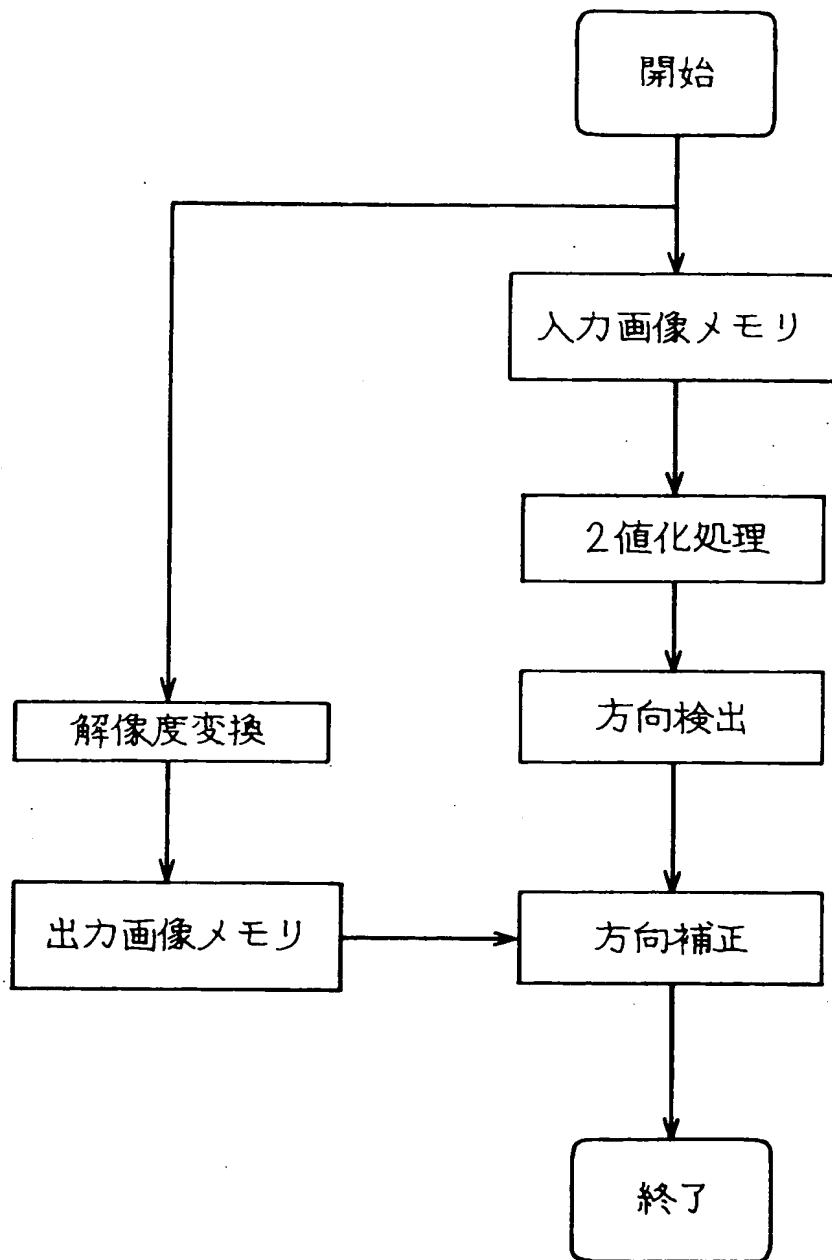 開始
入力画像メモリ
2値化処理
方向検出
解像度変換
出力画像メモリ
方向補正
終了